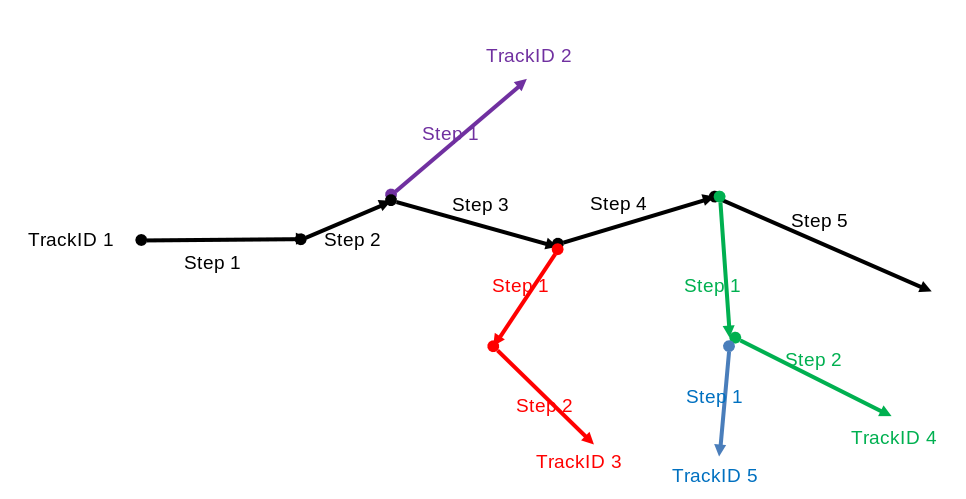 TrackID 2
Step 1
Step 3
Step 4
Step 5
TrackID 1
Step 2
Step 1
Step 1
Step 1
Step 2
Step 1
Step 2
TrackID 4
TrackID 3
TrackID 5